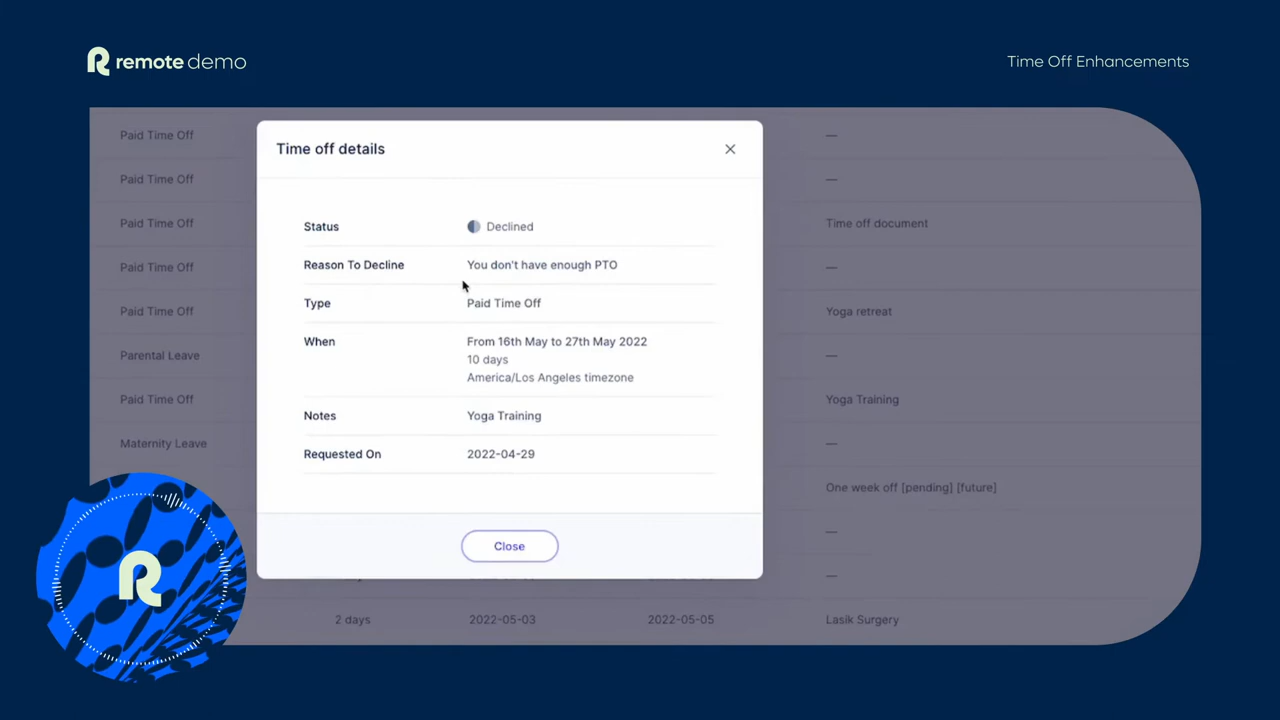 remote demo
Time Off Enhancements
Time off details
Status Declined
Reason To Decline You don't have enough PTO
Type Paid Time Off
When From 16th May to 27th May 2022
10 days
America/Los Angeles timezone
Notes Yoga Training
Requested On 2022-04-29
Close
Paid Time Off —
Paid Time Off —
Paid Time Off Time off document
Paid Time Off —
Paid Time Off Yoga retreat
Parental Leave —
Paid Time Off Yoga Training
Maternity Leave —
One week off [pending] [future]
—
—
2 days 2022-05-03 2022-05-05 Lasik Surgery